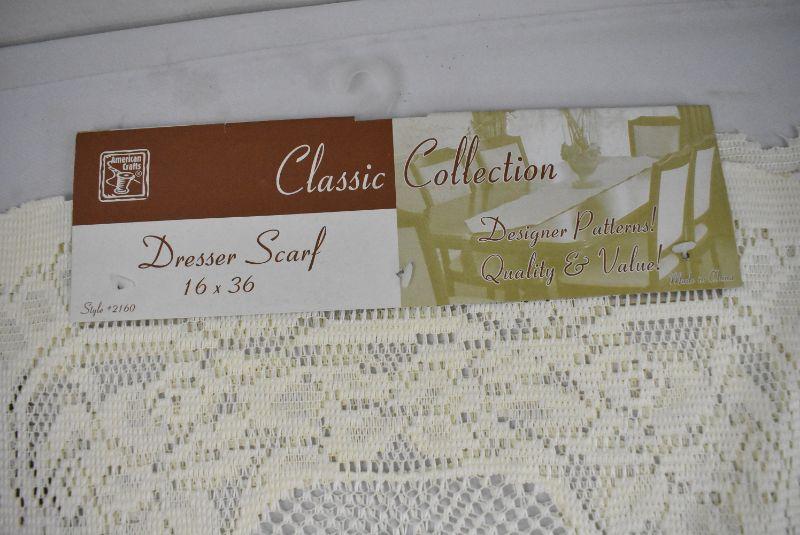 American
Crafts
®
Classic Collection
Dresser Scarf
16 x 36
Style #2160
Designer Patterns!
Quality & Value!
Made in China